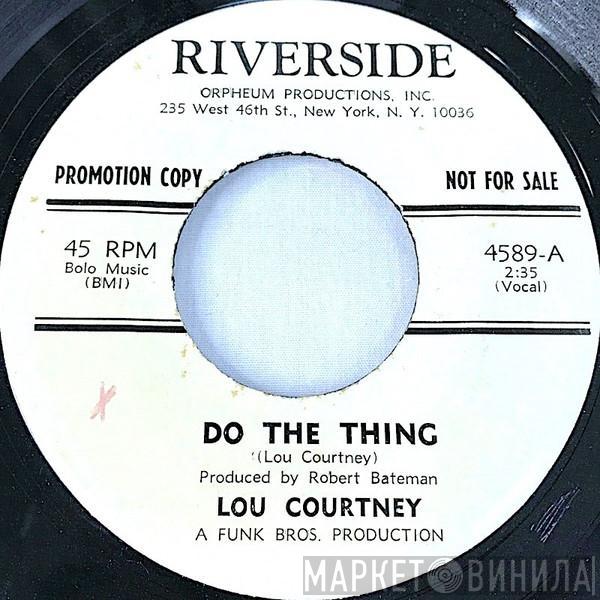 RIVERSIDE
ORPHEUM PRODUCTIONS, INC.
235 West 46th St., New York, N. Y. 10036
PROMOTION COPY
NOT FOR SALE
45 RPM
Bolo Music
(BMI)
4589-A
2:35
(Vocal)
DO THE THING
(Lou Courtney)
Produced by Robert Bateman
LOU COURTNEY
A FUNK BROS. PRODUCTION
МАРКЕТ ВИНИЛА